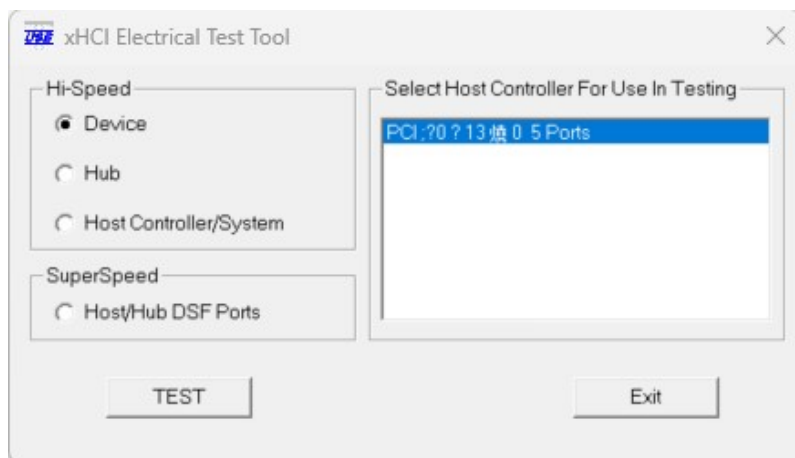 xHCI Electrical Test Tool
Hi-Speed
Device
Hub
Host Controller/System
SuperSpeed
Host/Hub DSF Ports
Select Host Controller For Use In Testing
PCI ;?0 ? 13 燒 0 5 Ports
TEST
Exit